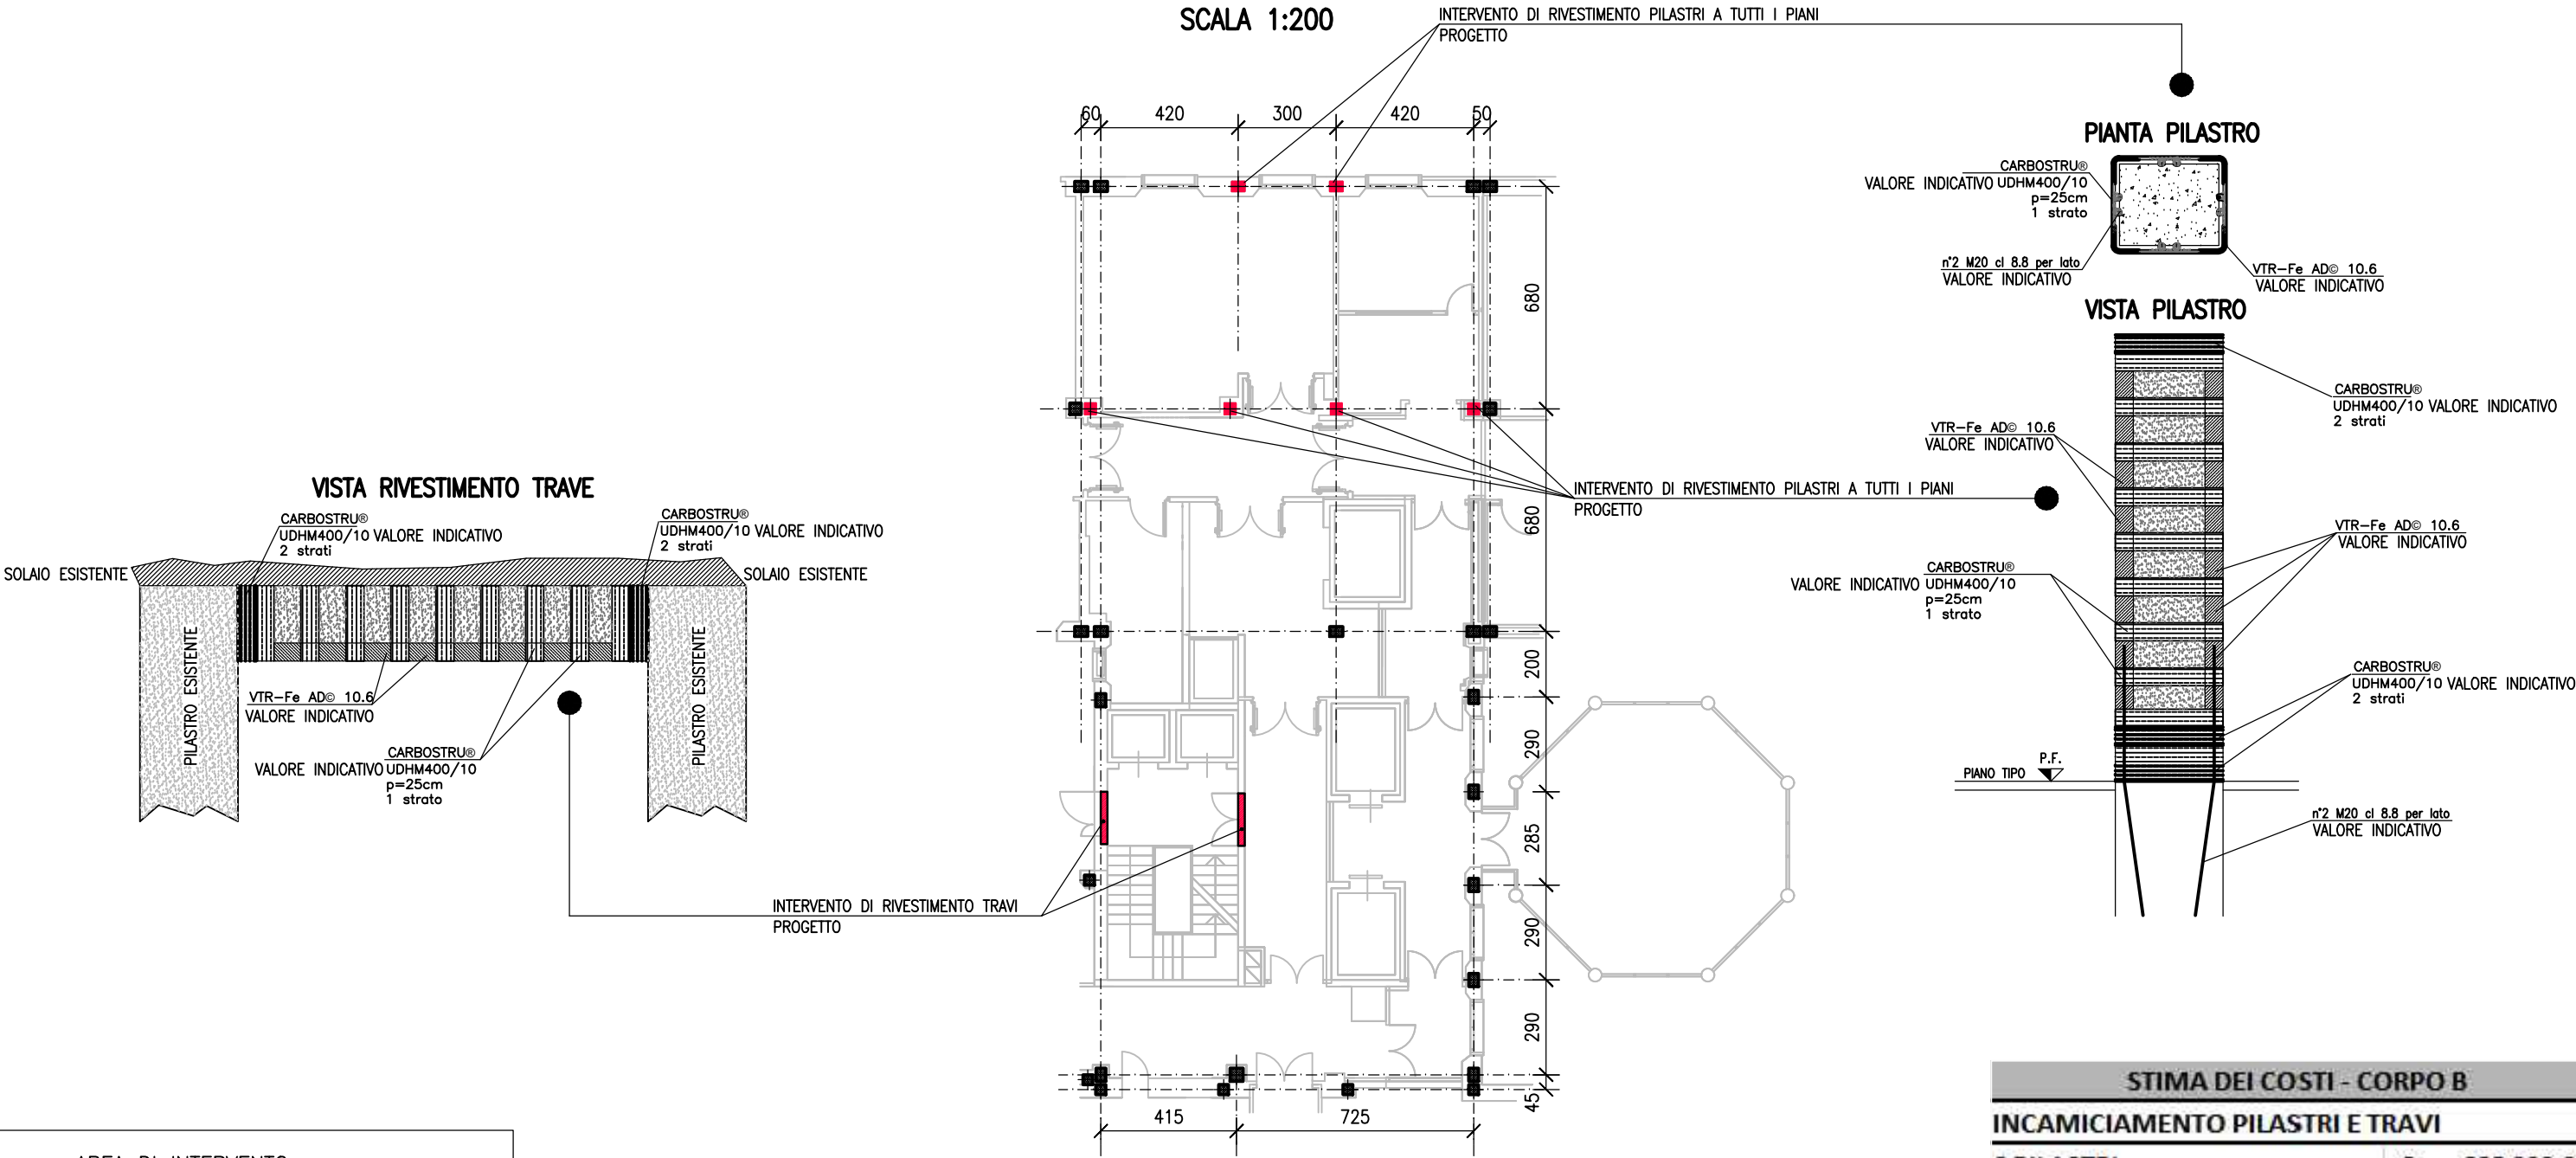 SCALA 1:200
INTERVENTO DI RIVESTIMENTO PILASTRI A TUTTI I PIANI
PROGETTO
60
420
300
420
50
PIANTA PILASTRO
CARBOSTRU®
VALORE INDICATIVO UDHM400/10
p=25cm
1 strato
n°2 M20 cl 8.8 per lato
VALORE INDICATIVO
VTR-Fe AD© 10.6
VALORE INDICATIVO
VISTA PILASTRO
CARBOSTRU®
UDHM400/10 VALORE INDICATIVO
2 strati
VTR-Fe AD© 10.6
VALORE INDICATIVO
VTR-Fe AD© 10.6
VALORE INDICATIVO
CARBOSTRU®
VALORE INDICATIVO UDHM400/10
p=25cm
1 strato
CARBOSTRU®
UDHM400/10 VALORE INDICATIVO
2 strati
P.F.
PIANO TIPO
n°2 M20 cl 8.8 per lato
VALORE INDICATIVO
INTERVENTO DI RIVESTIMENTO PILASTRI A TUTTI I PIANI
PROGETTO
680
680
200
290
285
290
290
45
415
725
VISTA RIVESTIMENTO TRAVE
CARBOSTRU®
UDHM400/10 VALORE INDICATIVO
2 strati
CARBOSTRU®
UDHM400/10 VALORE INDICATIVO
2 strati
SOLAIO ESISTENTE
SOLAIO ESISTENTE
PILASTRO ESISTENTE
PILASTRO ESISTENTE
VTR-Fe AD© 10.6
VALORE INDICATIVO
CARBOSTRU®
VALORE INDICATIVO UDHM400/10
p=25cm
1 strato
INTERVENTO DI RIVESTIMENTO TRAVI
PROGETTO
AREA DI INTERVENTO
STIMA DEI COSTI - CORPO B
INCAMICIAMENTO PILASTRI E TRAVI